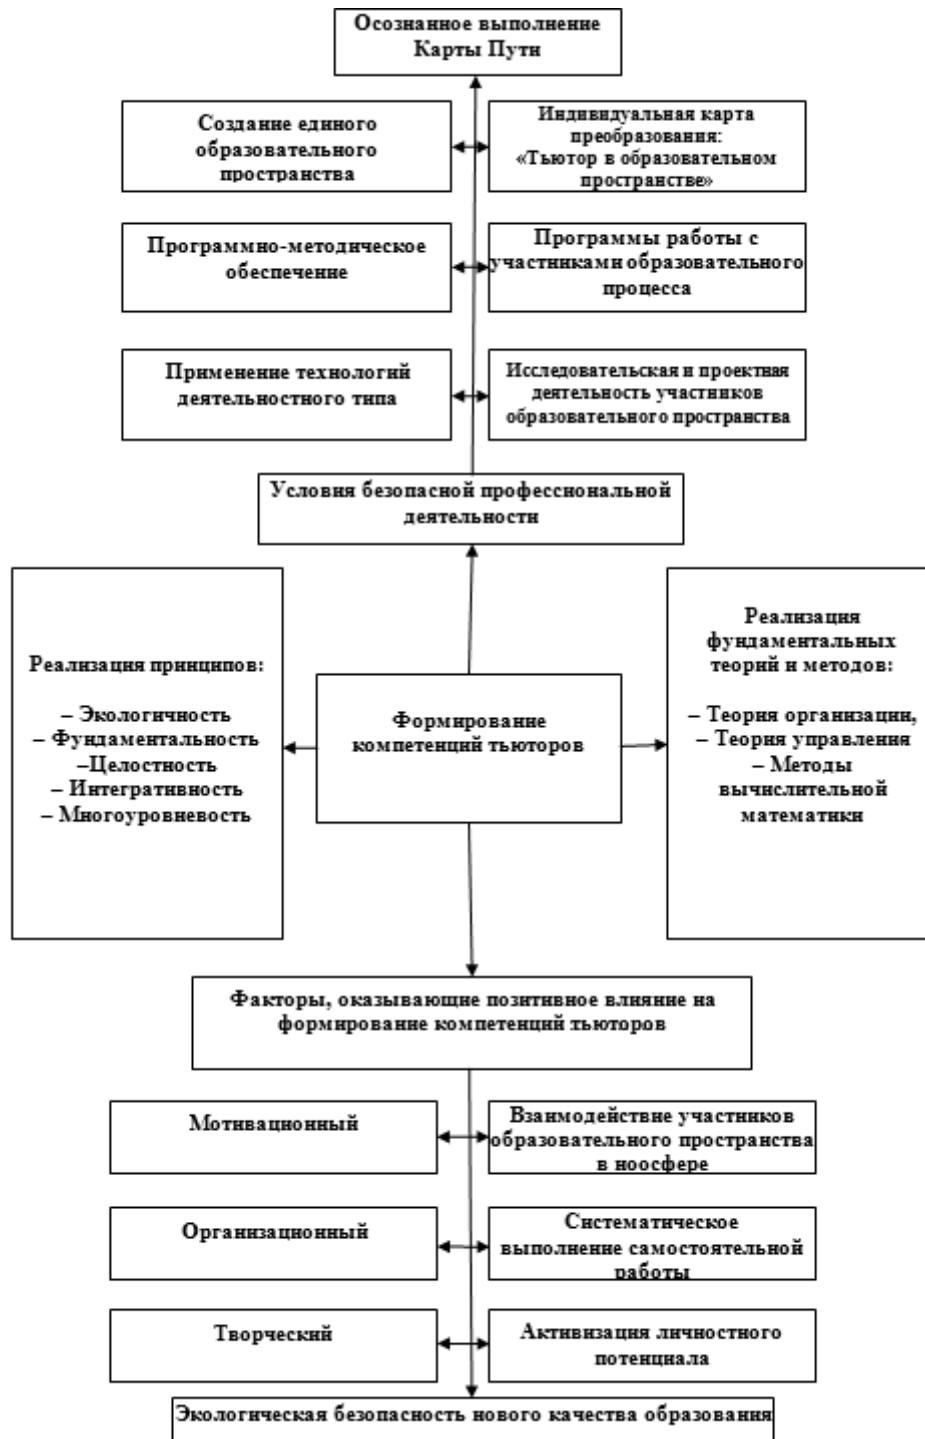 Осознанное выполнение
Карты Пути
Создание единого
образовательного
пространства
Индивидуальная карта
преобразования:
«Тьютор в образовательном
пространстве»
Программно-методическое
обеспечение
Программы работы с
участниками образовательного
процесса
Применение технологий
деятельностного типа
Исследовательская и проектная
деятельность участников
образовательного пространства
Условия безопасной профессиональной
деятельности
Реализация принципов:
– Экологичность
– Фундаментальность
–Целостность
– Интегративность
– Многоуровневость
Формирование
компетенций тьюторов
Реализация
фундаментальных
теорий и методов:
– Теория организации,
– Теория управления
– Методы
вычислительной
математики
Факторы, оказывающие позитивное влияние на
формирование компетенций тьюторов
Мотивационный
Взаимодействие участников
образовательного пространства
в ноосфере
Организационный
Систематическое
выполнение самостоятельной
работы
Творческий
Активизация личностного
потенциала
Экологическая безопасность нового качества образования